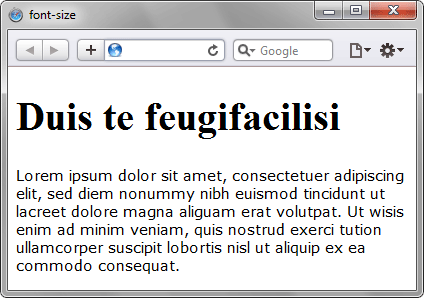 font-size
Google
Duis te feugifacilisi
Lorem ipsum dolor sit amet, consectetuer adipiscing
elit, sed diem nonummy nibh euismod tincidunt ut
lacreet dolore magna aliguam erat volutpat. Ut wisis
enim ad minim veniam, quis nostrud exerci tution
ullamcorper suscipit lobortis nisl ut aliquip ex ea
commodo consequat.